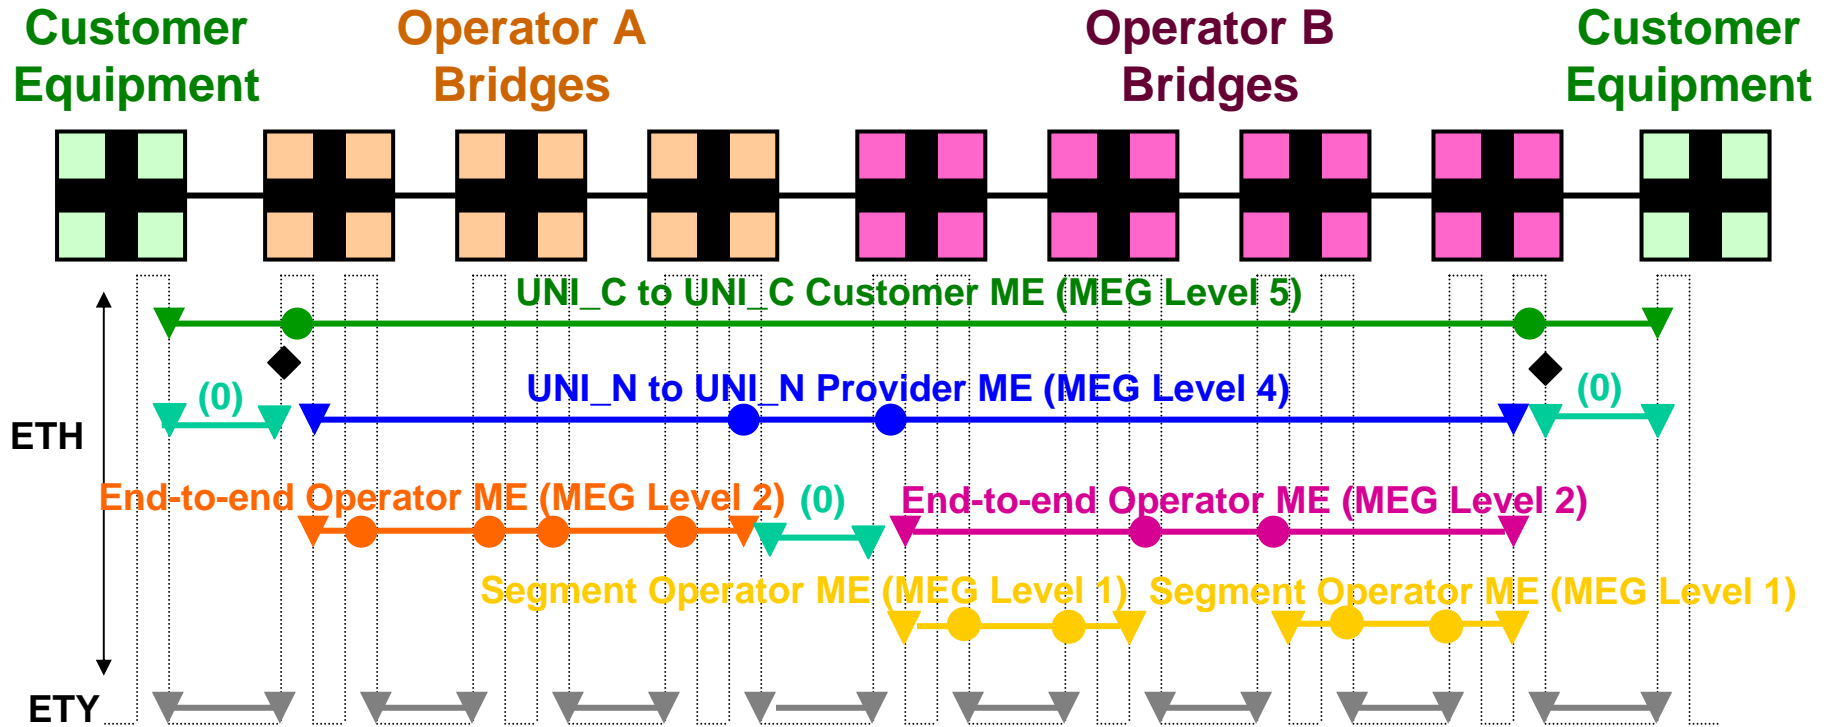 Customer
Equipment
Operator A
Bridges
Operator B
Bridges
Customer
Equipment
UNI_C to UNI_C Customer ME (MEG Level 5)
(0)
UNI_N to UNI_N Provider ME (MEG Level 4)
(0)
ETH
End-to-end Operator ME (MEG Level 2)
(0)
End-to-end Operator ME (MEG Level 2)
Segment Operator ME (MEG Level 1)
Segment Operator ME (MEG Level 1)
ETY